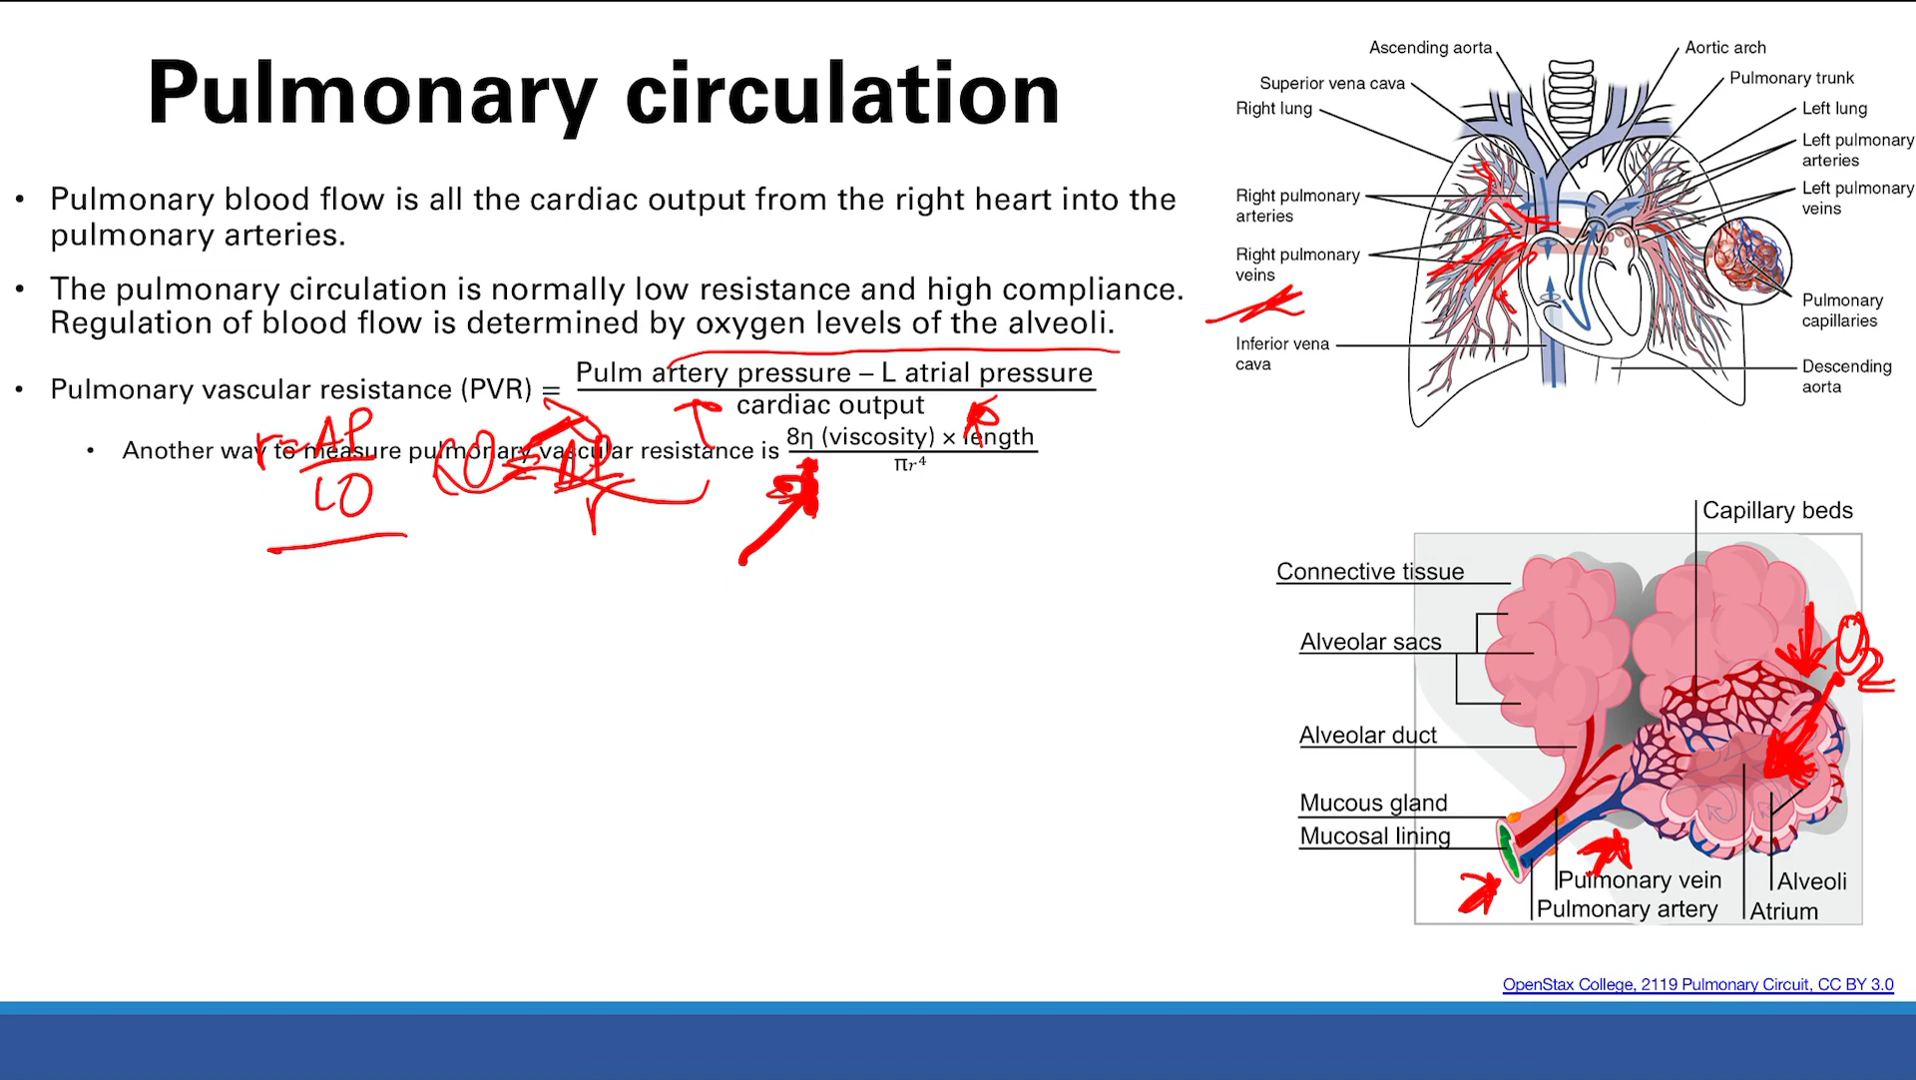 Pulmonary circulation
• Pulmonary blood flow is all the cardiac output from the right heart into the
pulmonary arteries.
• The pulmonary circulation is normally low resistance and high compliance.
Regulation of blood flow is determined by oxygen levels of the alveoli.
• Pulmonary vascular resistance (PVR) = Pulm artery pressure – L atrial pressure
cardiac output
• Another way to measure pulmonary vascular resistance is 8η (viscosity) × length
πr⁴
r = ΔP
CO
CO = ΔP
r
Ascending aorta
Superior vena cava
Right lung
Right pulmonary
arteries
Right pulmonary
veins
Inferior vena
cava
Aortic arch
Pulmonary trunk
Left lung
Left pulmonary
arteries
Left pulmonary
veins
Pulmonary
capillaries
Descending
aorta
Capillary beds
Connective tissue
Alveolar sacs
Alveolar duct
Mucous gland
Mucosal lining
O2
Pulmonary vein
Alveoli
Pulmonary artery
Atrium
OpenStax College, 2119 Pulmonary Circuit, CC BY 3.0